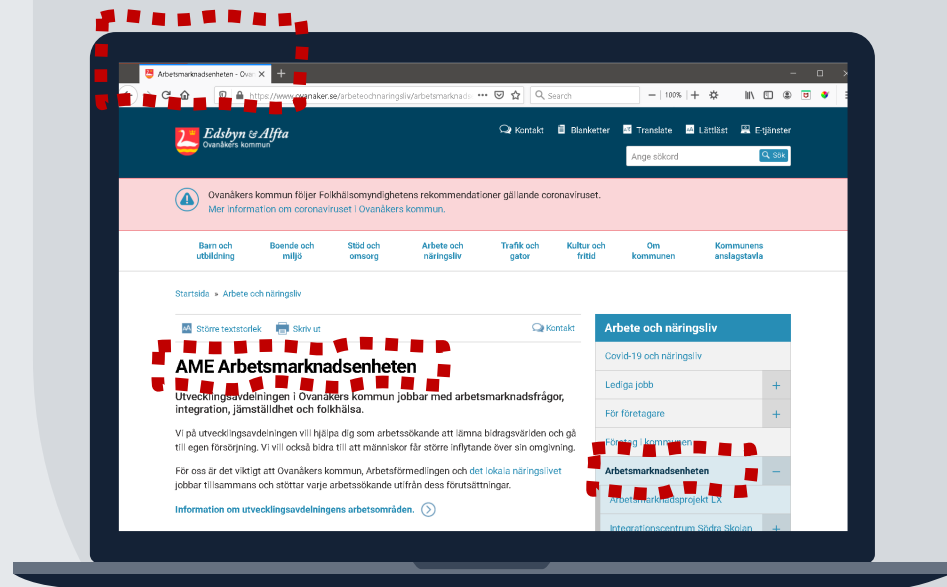 Arbetsmarknadsenheten - Ovan
https://www.ovanaker.se/arbeteochnaringsliv/arbetsmarknads
Search
100%
Edsbyn & Alfta
Ovanåkers kommun
Kontakt
Blanketter
Translate
Lättläst
E-tjänster
Ange sökord
Sök
Ovanåkers kommun följer Folkhälsomyndighetens rekommendationer gällande coronaviruset.
Mer information om coronaviruset i Ovanåkers kommun.
Barn och utbildning
Boende och miljö
Stöd och omsorg
Arbete och näringsliv
Trafik och gator
Kultur och fritid
Om kommunen
Kommunens anslagstavla
Startsida » Arbete och näringsliv
Större textstorlek
Skriv ut
Kontakt
AME Arbetsmarknadsenheten
Utvecklingsavdelningen i Ovanåkers kommun jobbar med arbetsmarknadsfrågor,
integration, jämställdhet och folkhälsa.
Vi på utvecklingsavdelningen vill hjälpa dig som arbetssökande att lämna bidragsvärlden och gå
till egen försörjning. Vi vill också bidra till att människor får större inflytande över sin omgivning.
För oss är det viktigt att Ovanåkers kommun, Arbetsförmedlingen och det lokala näringslivet
jobbar tillsammans och stöttar varje arbetssökande utifrån dess förutsättningar.
Information om utvecklingsavdelningens arbetsområden.
Arbete och näringsliv
Covid-19 och näringsliv
Lediga jobb
För företagare
Företag i kommunen
Arbetsmarknadsenheten
Arbetsmarknadsprojekt LX
Integrationscentrum Södra Skolan